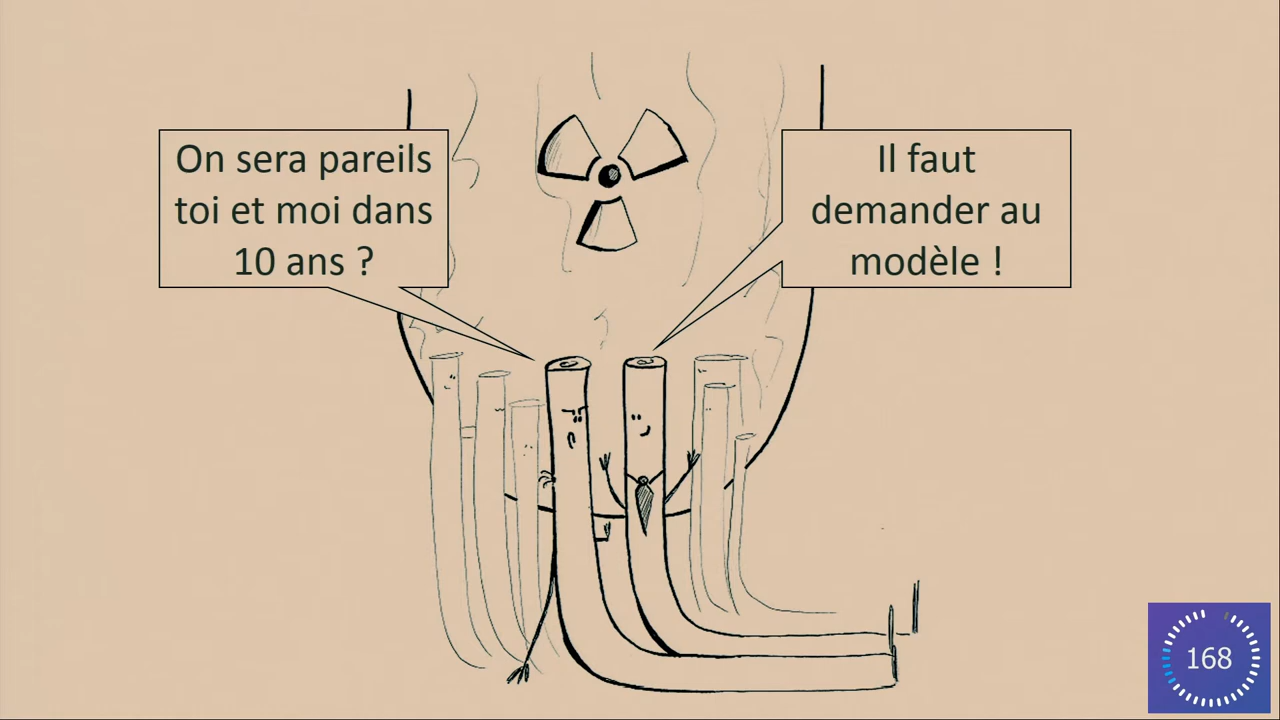 On sera pareils
toi et moi dans
10 ans ?
Il faut
demander au
modèle !
168